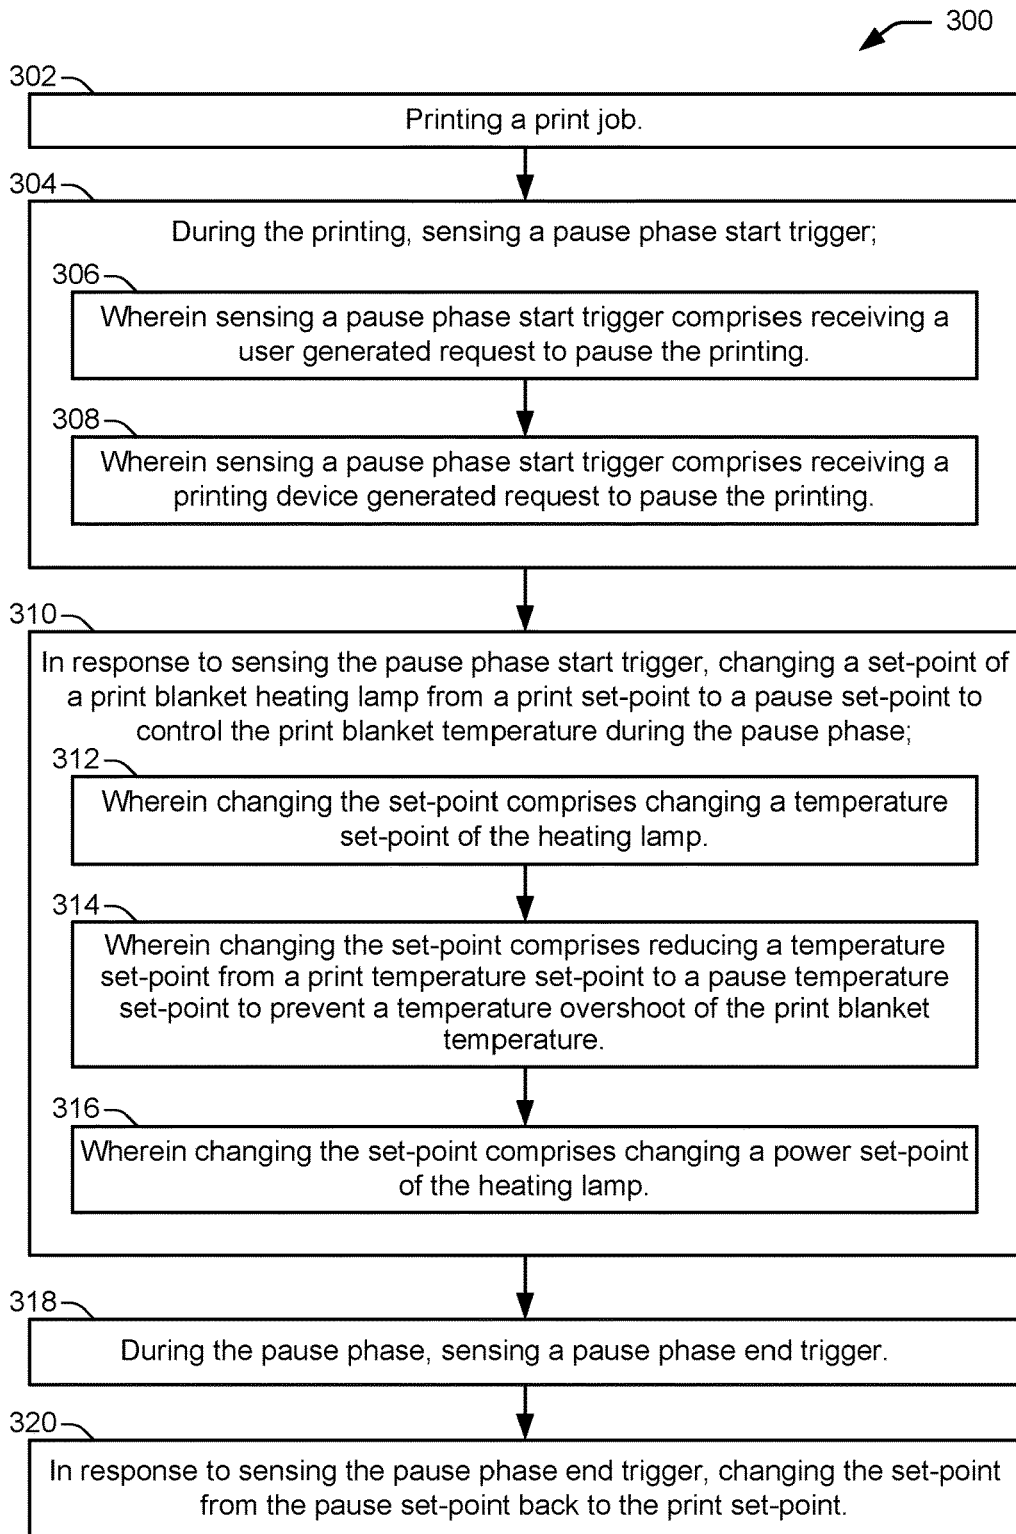 300
302
Printing a print job.
304
During the printing, sensing a pause phase start trigger;
306
Wherein sensing a pause phase start trigger comprises receiving a
user generated request to pause the printing.
308
Wherein sensing a pause phase start trigger comprises receiving a
printing device generated request to pause the printing.
310
In response to sensing the pause phase start trigger, changing a set-point of
a print blanket heating lamp from a print set-point to a pause set-point to
control the print blanket temperature during the pause phase;
312
Wherein changing the set-point comprises changing a temperature
set-point of the heating lamp.
314
Wherein changing the set-point comprises reducing a temperature
set-point from a print temperature set-point to a pause temperature
set-point to prevent a temperature overshoot of the print blanket
temperature.
316
Wherein changing the set-point comprises changing a power set-point
of the heating lamp.
318
During the pause phase, sensing a pause phase end trigger.
320
In response to sensing the pause phase end trigger, changing the set-point
from the pause set-point back to the print set-point.